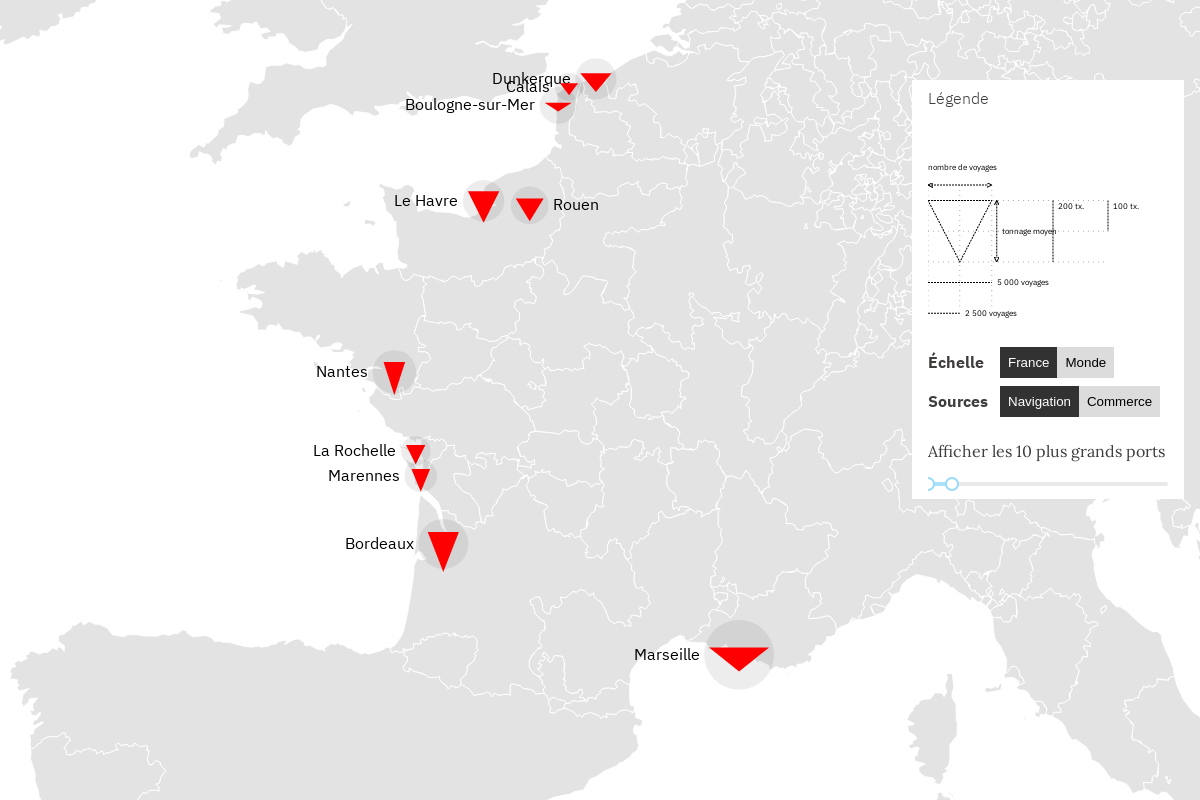 Dunkerque
Calais
Boulogne-sur-Mer
Le Havre
Rouen
Nantes
La Rochelle
Marennes
Bordeaux
Marseille
Légende
nombre de voyages
200 tx.
100 tx.
tonnage moyen
5 000 voyages
2 500 voyages
Échelle France Monde
Sources Navigation Commerce
Afficher les 10 plus grands ports